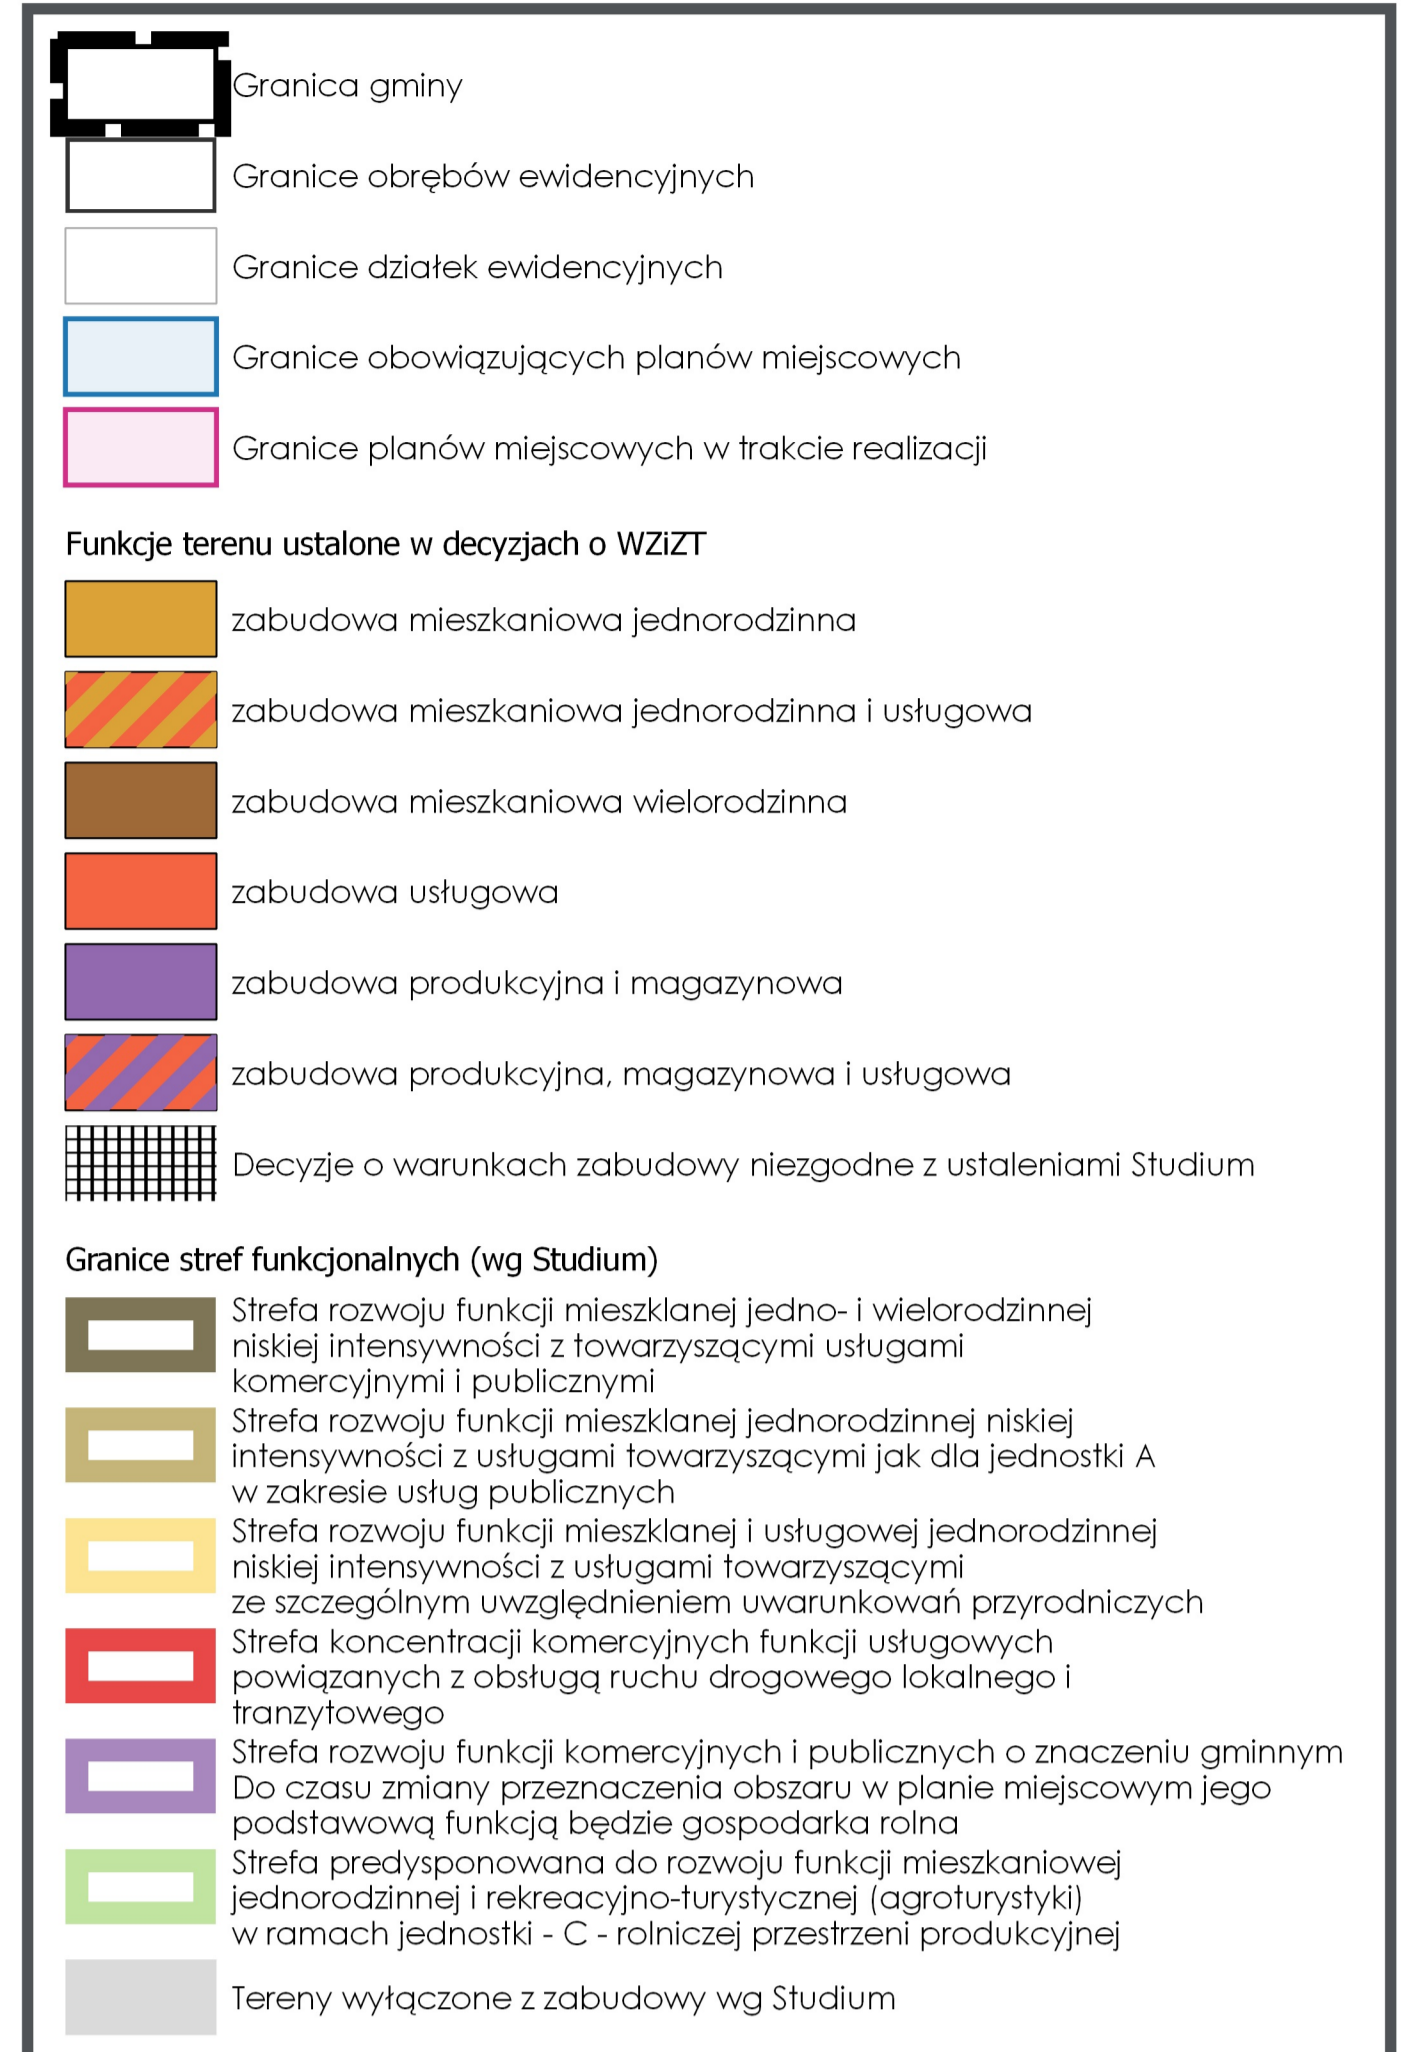 Granica gminy
Granice obrębów ewidencyjnych
Granice działek ewidencyjnych
Granice obowiązujących planów miejscowych
Granice planów miejscowych w trakcie realizacji
Funkcje terenu ustalone w decyzjach o WZiZT
zabudowa mieszkaniowa jednorodzinna
zabudowa mieszkaniowa jednorodzinna i usługowa
zabudowa mieszkaniowa wielorodzinna
zabudowa usługowa
zabudowa produkcyjna i magazynowa
zabudowa produkcyjna, magazynowa i usługowa
Decyzje o warunkach zabudowy niezgodne z ustaleniami Studium
Granice stref funkcjonalnych (wg Studium)
Strefa rozwoju funkcji mieszklanej jedno- i wielorodzinnej
niskiej intensywności z towarzyszącymi usługami
komercyjnymi i publicznymi
Strefa rozwoju funkcji mieszklanej jednorodzinnej niskiej
intensywności z usługami towarzyszącymi jak dla jednostki A
w zakresie usług publicznych
Strefa rozwoju funkcji mieszklanej i usługowej jednorodzinnej
niskiej intensywności z usługami towarzyszącymi
ze szczególnym uwzględnieniem uwarunkowań przyrodniczych
Strefa koncentracji komercyjnych funkcji usługowych
powiązanych z obsługą ruchu drogowego lokalnego i
tranzytowego
Strefa rozwoju funkcji komercyjnych i publicznych o znaczeniu gminnym
Do czasu zmiany przeznaczenia obszaru w planie miejscowym jego
podstawową funkcją będzie gospodarka rolna
Strefa predysponowana do rozwoju funkcji mieszkaniowej
jednorodzinnej i rekreacyjno-turystycznej (agroturystyki)
w ramach jednostki - C - rolniczej przestrzeni produkcyjnej
Tereny wyłączone z zabudowy wg Studium